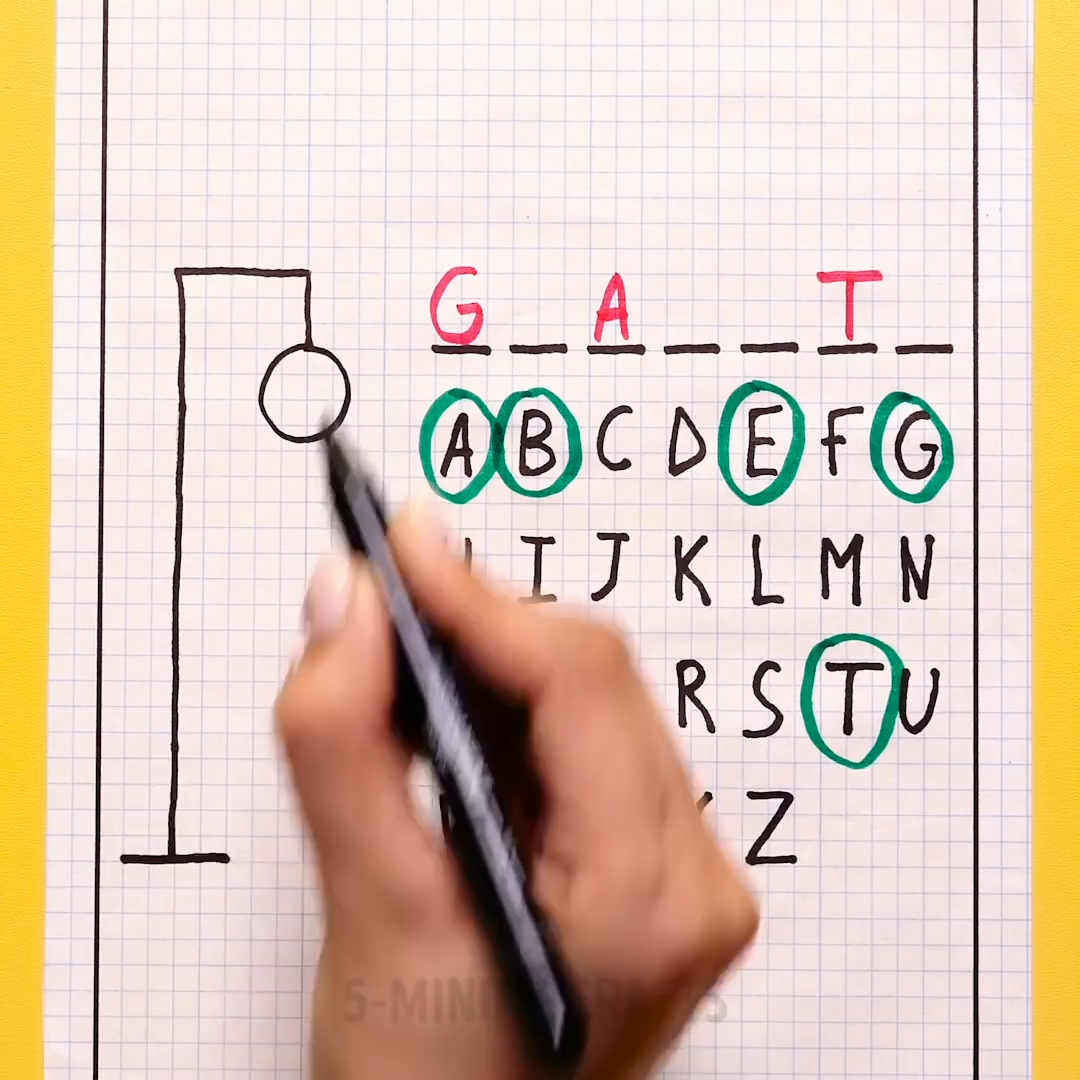 G _ A _ _ T _
A B C D E F G
I J K L M N
R S T U
Z